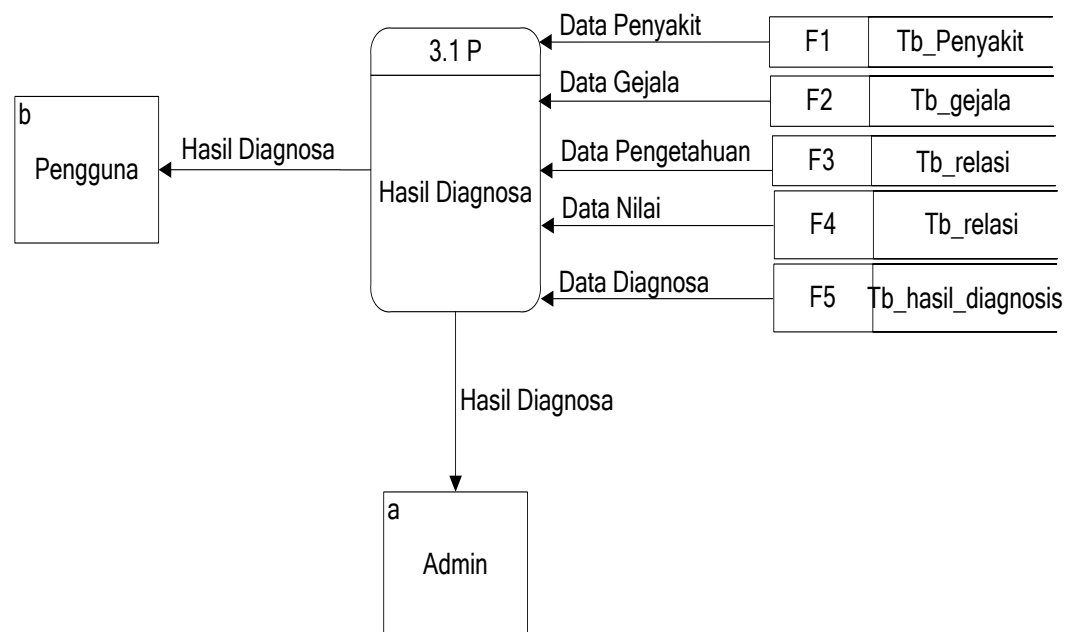 Data Penyakit
F1
Tb_Penyakit
3.1 P
Data Gejala
F2
Tb_gejala
b
Pengguna
Hasil Diagnosa
Hasil Diagnosa
Data Pengetahuan
F3
Tb_relasi
Data Nilai
F4
Tb_relasi
Data Diagnosa
F5
Tb_hasil_diagnosis
Hasil Diagnosa
a
Admin